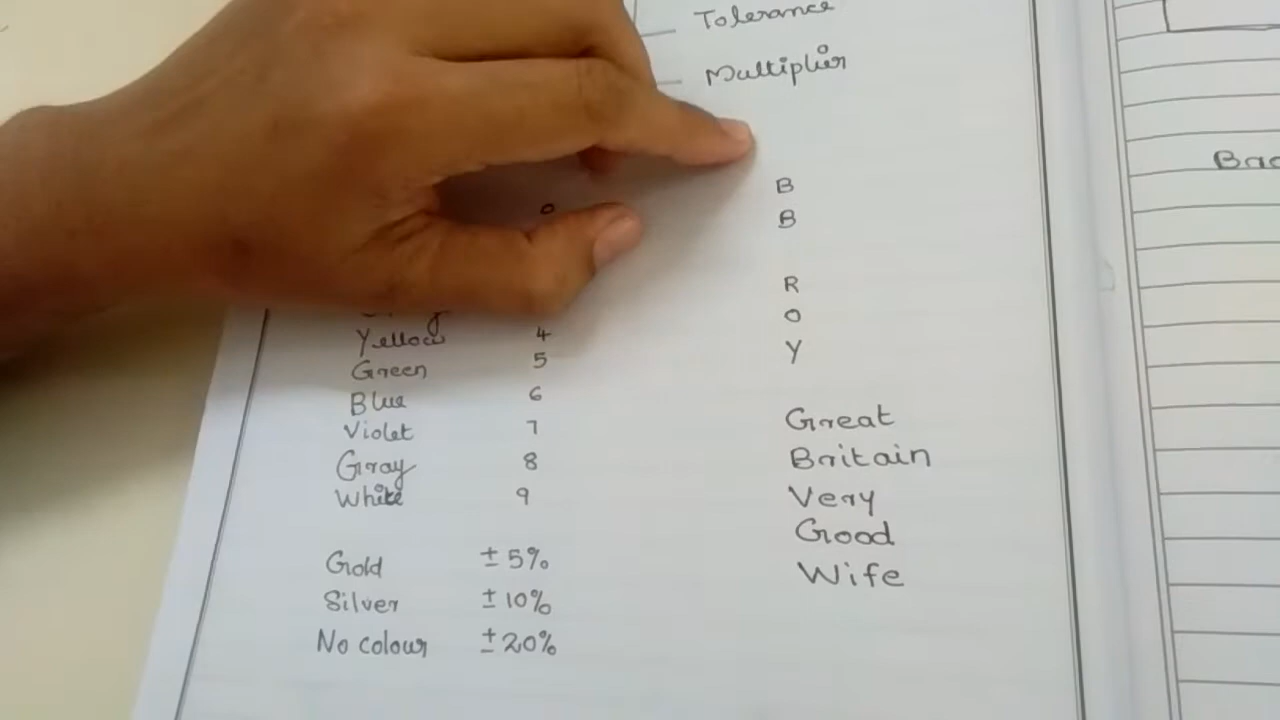 Tolerance
Multiplier
B
B
R
O
Y
Yellow 4
Green 5
Blue 6
Violet 7
Gray 8
White 9
Great
Britain
Very
Good
Wife
Gold ± 5%
Silver ± 10%
No colour ± 20%